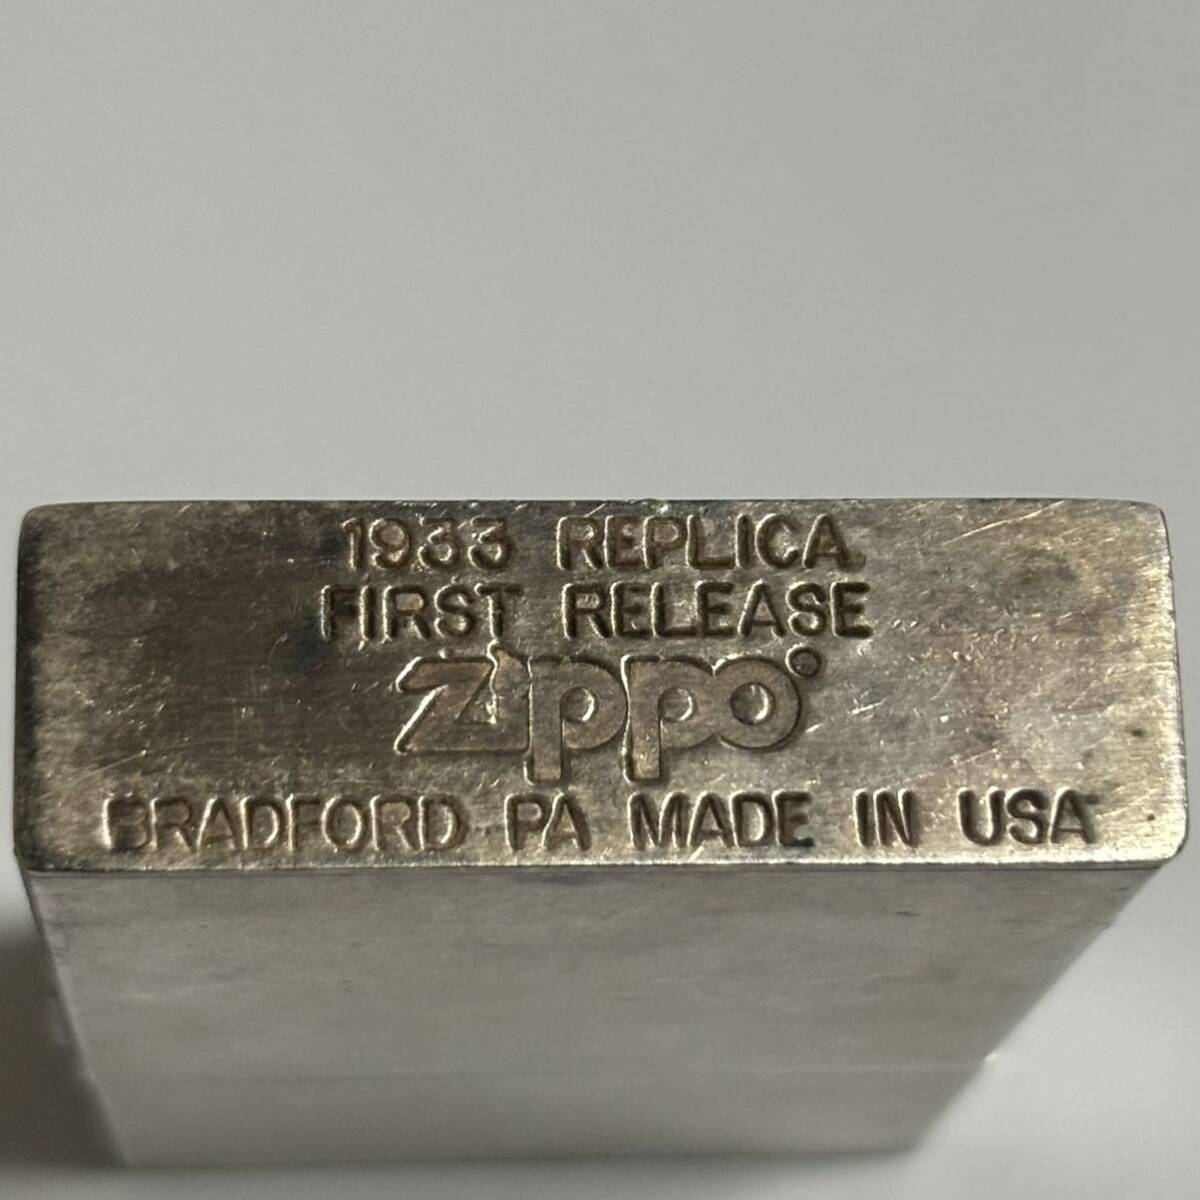 1933 REPLICA
FIRST RELEASE
Zippo
BRADFORD PA MADE IN USA